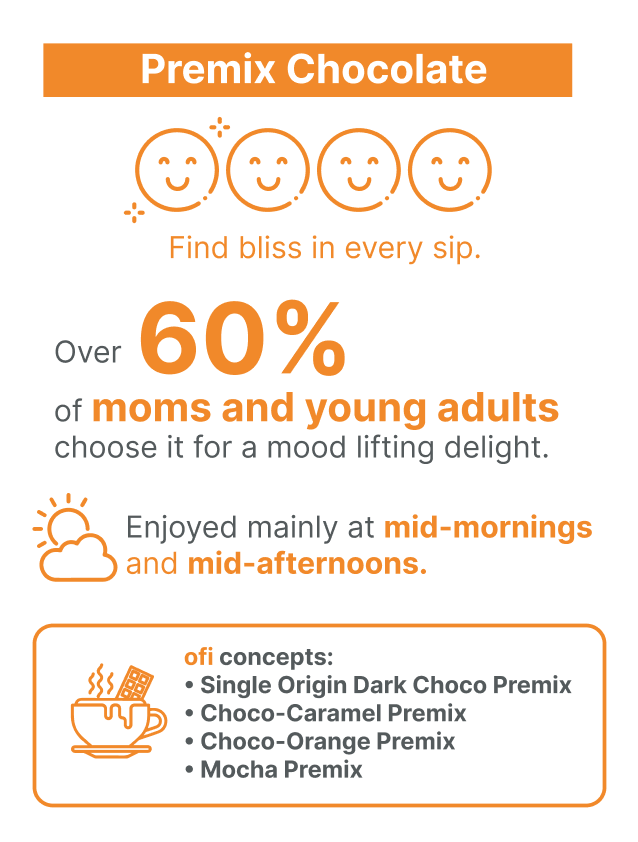 Premix Chocolate
Find bliss in every sip.
Over 60%
of moms and young adults
choose it for a mood lifting delight.
Enjoyed mainly at mid-mornings
and mid-afternoons.
ofi concepts:
• Single Origin Dark Choco Premix
• Choco-Caramel Premix
• Choco-Orange Premix
• Mocha Premix